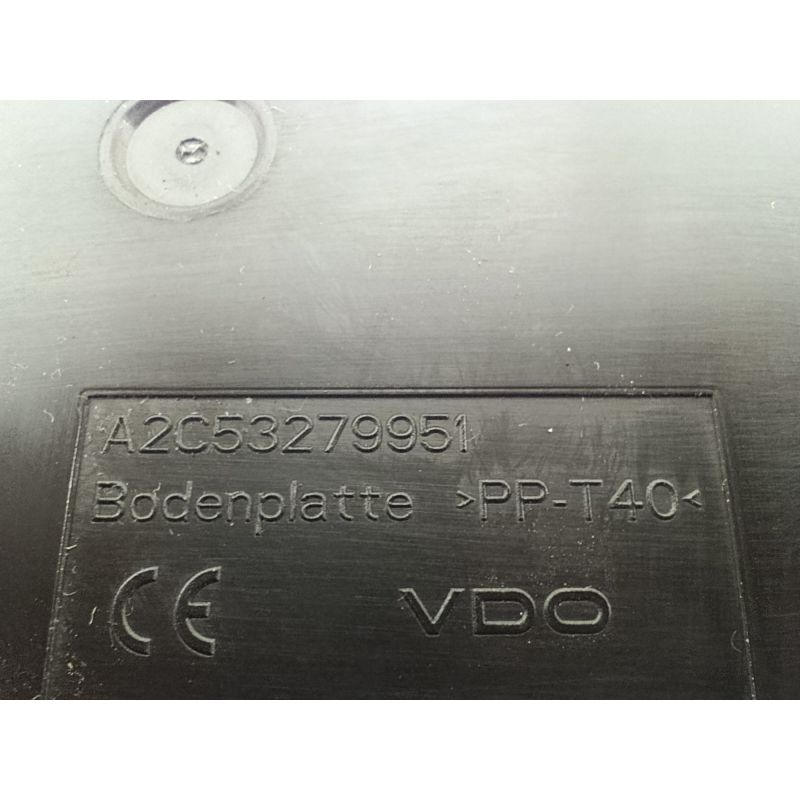 A2C53279951
Bodenplatte >PP-T40<
CE VDO